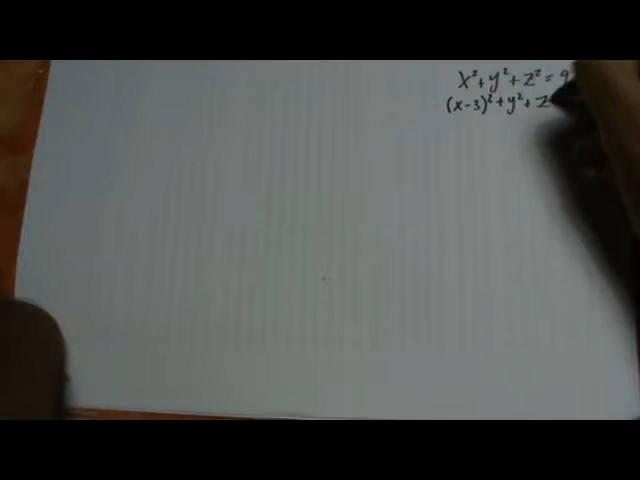 x² + y² + z² = 9
(x-3)² + y² + z